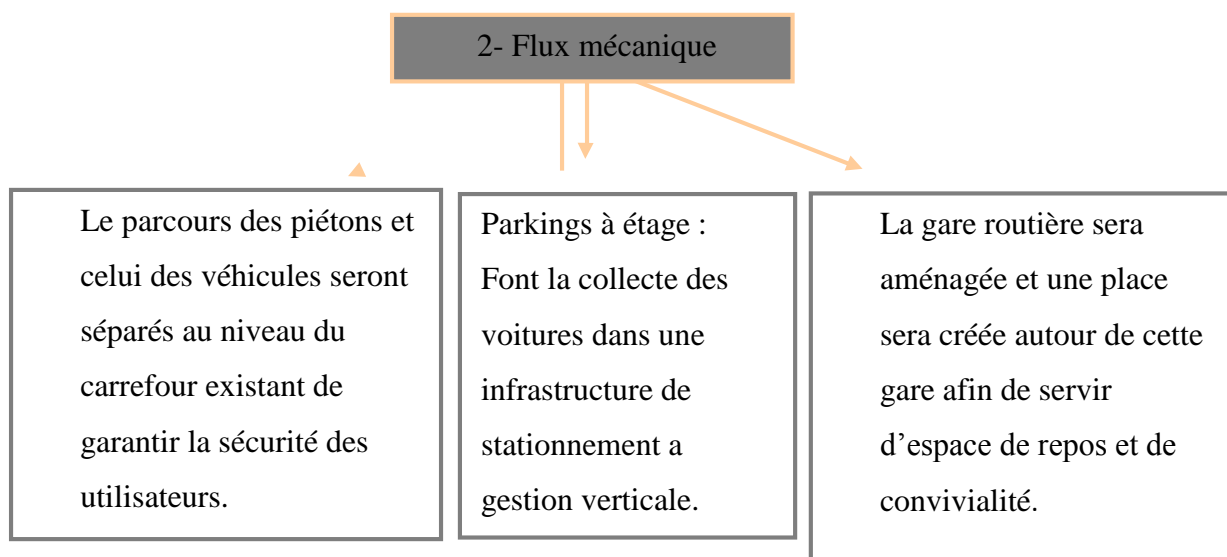 2- Flux mécanique
Le parcours des piétons et
celui des véhicules seront
séparés au niveau du
carrefour existant de
garantir la sécurité des
utilisateurs.
Parkings à étage :
Font la collecte des
voitures dans une
infrastructure de
stationnement a
gestion verticale.
La gare routière sera
aménagée et une place
sera créée autour de cette
gare afin de servir
d’espace de repos et de
convivialité.